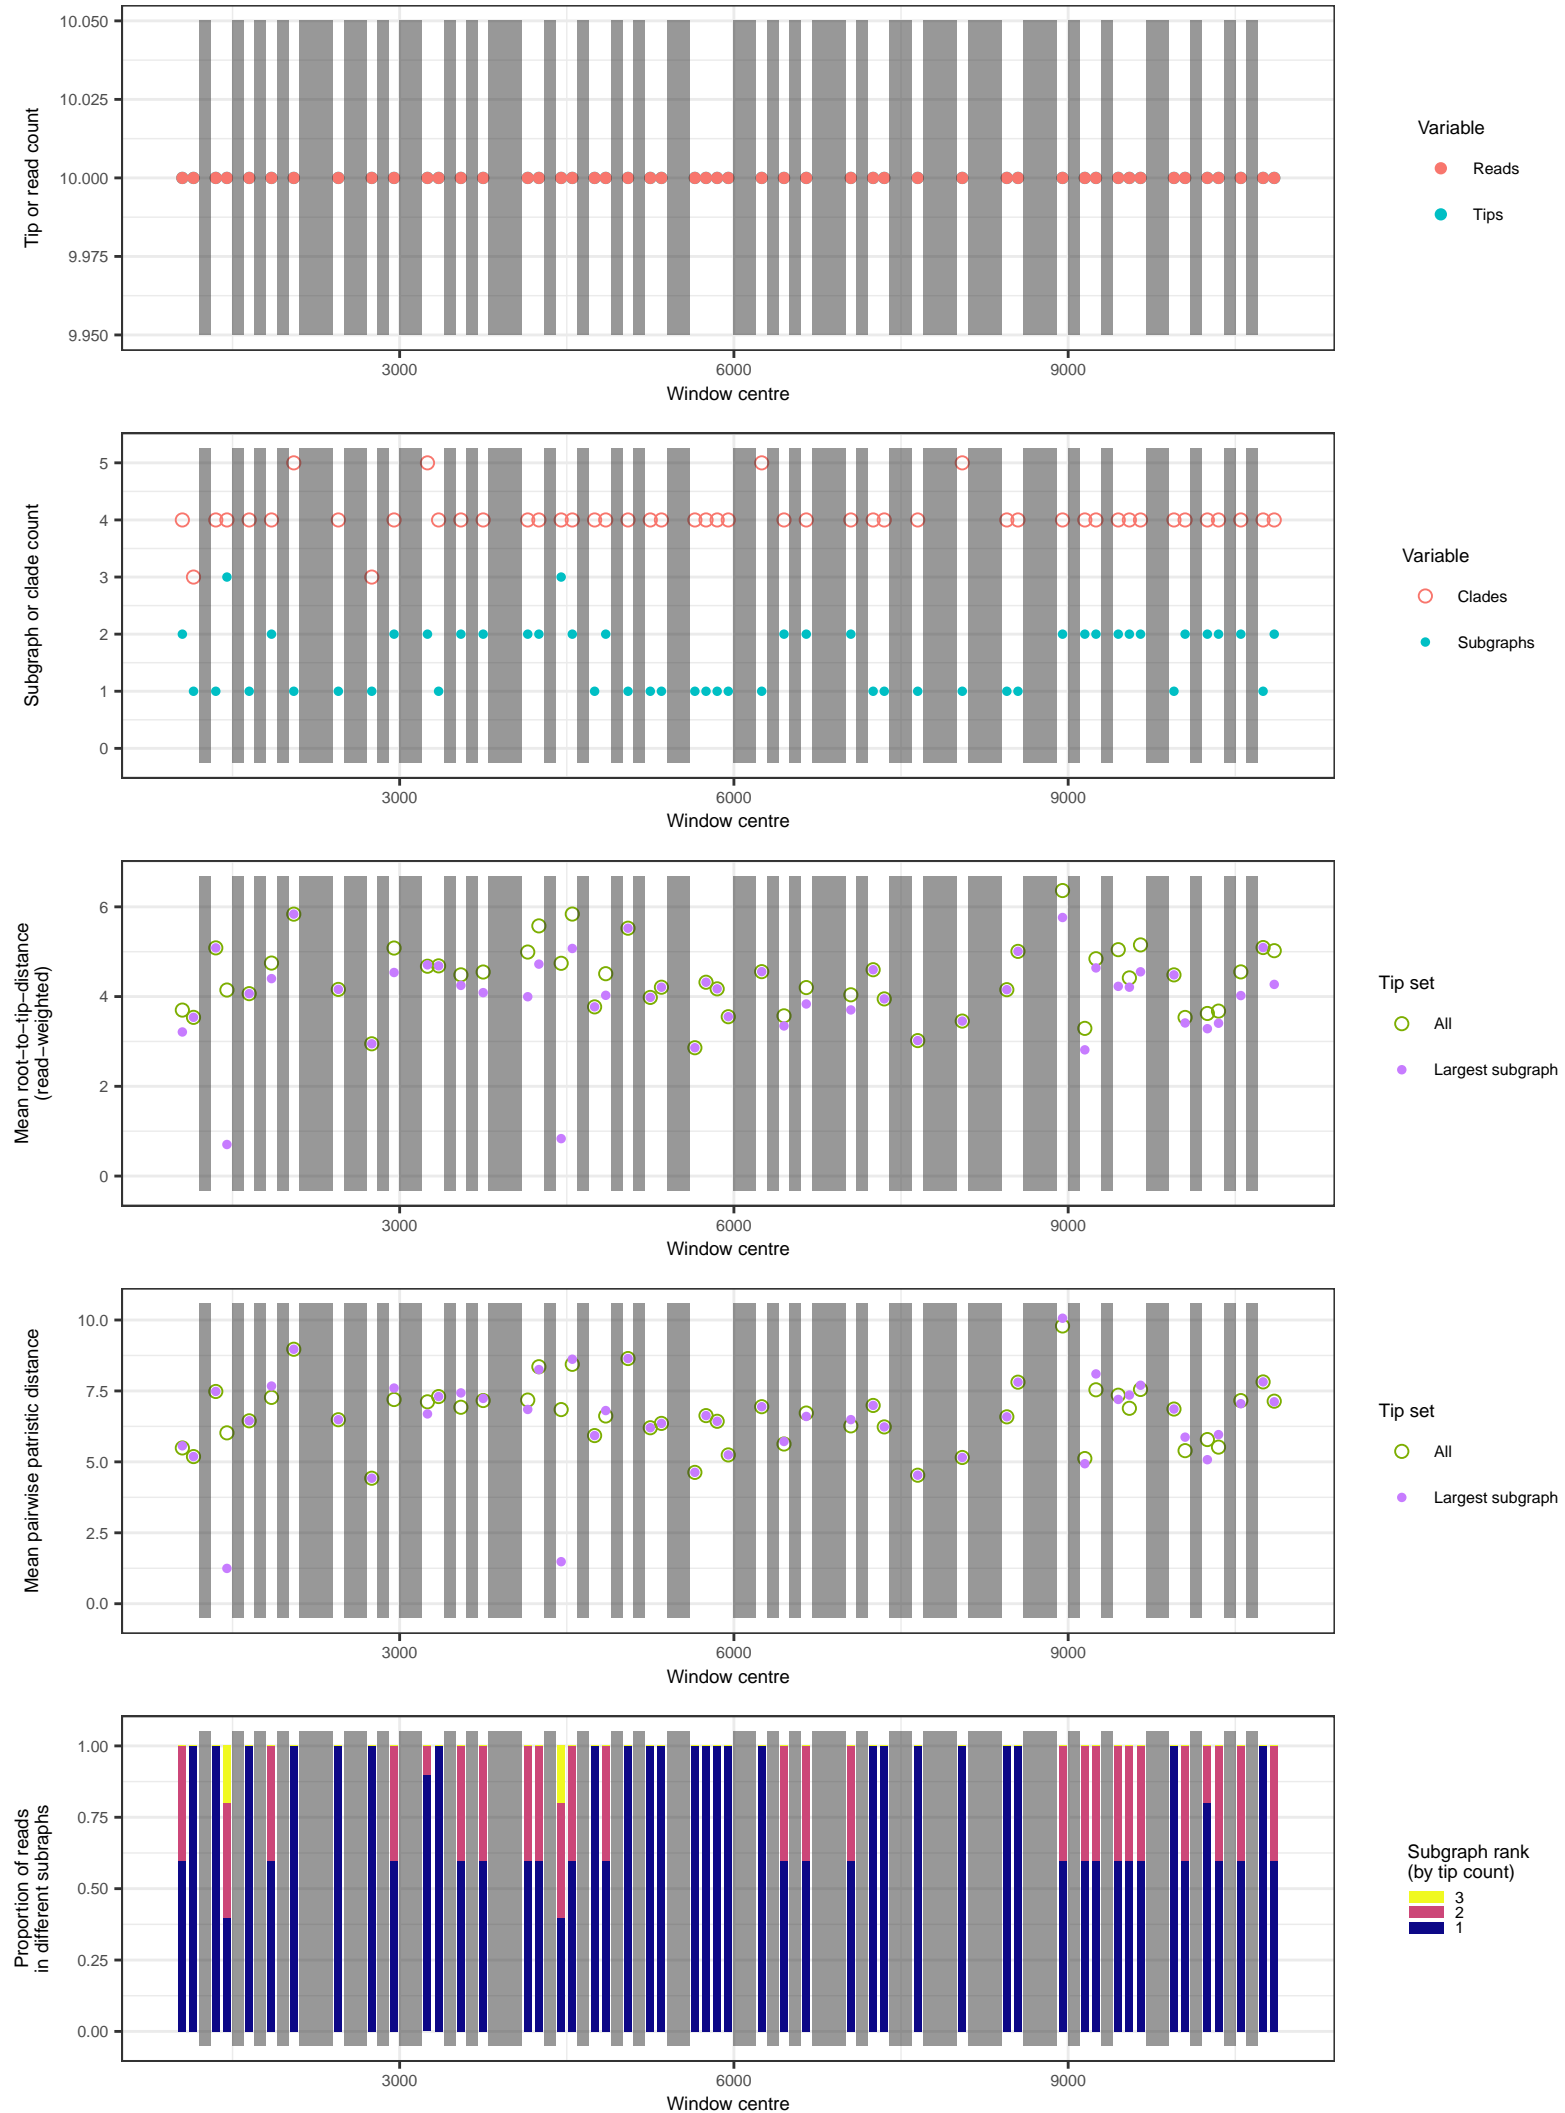 10.050
10.025
10.000
9.975
9.950
Tip or read count
3000
6000
9000
Window centre
Variable
Reads
Tips
5
4
3
2
1
0
Subgraph or clade count
3000
6000
9000
Window centre
Variable
Clades
Subgraphs
6
4
2
0
Mean root−to−tip−distance
(read−weighted)
3000
6000
9000
Window centre
Tip set
All
Largest subgraph
10.0
7.5
5.0
2.5
0.0
Mean pairwise patristic distance
3000
6000
9000
Window centre
Tip set
All
Largest subgraph
1.00
0.75
0.50
0.25
0.00
Proportion of reads
in different subraphs
3000
6000
9000
Window centre
Subgraph rank
(by tip count)
3
2
1